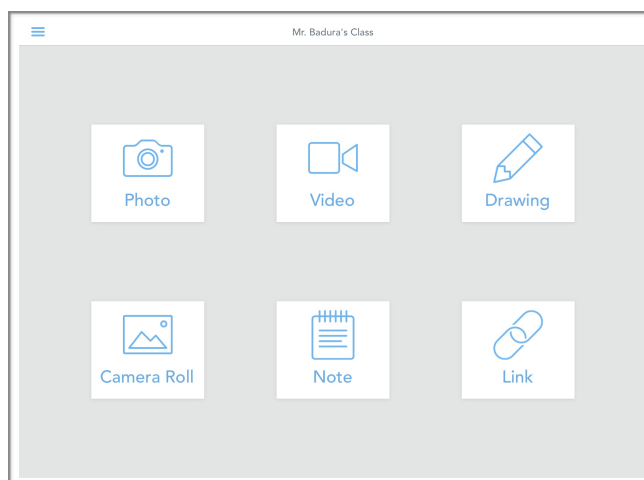 Mr. Badura's Class
Photo
Video
Drawing
Camera Roll
Note
Link